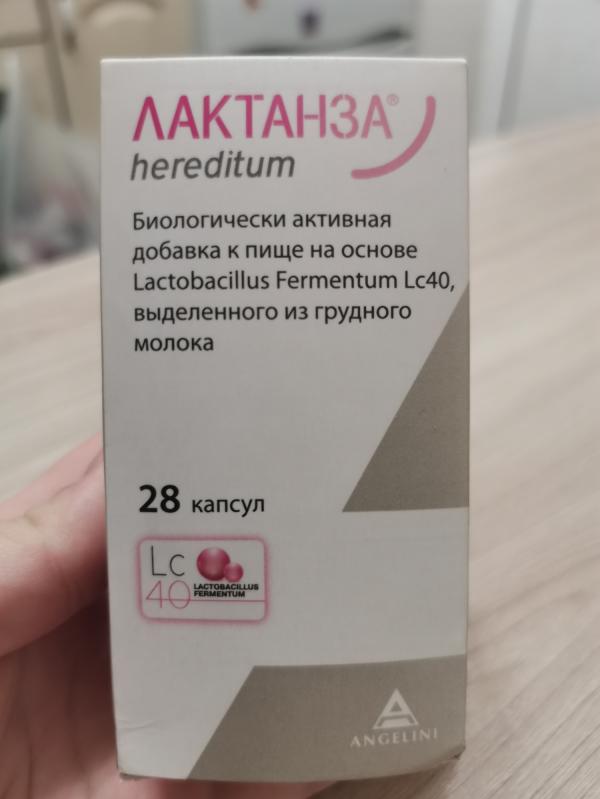 ЛАКТАНЗА®
hereditum
Биологически активная
добавка к пище на основе
Lactobacillus Fermentum Lc40,
выделенного из грудного
молока
28 капсул
Lc
40
LACTOBACILLUS
FERMENTUM
ANGELINI